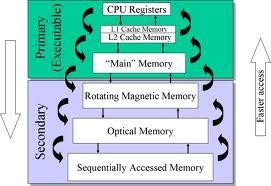 Primary
(Executable)
CPU Registers
L1 Cache Memory
L2 Cache Memory
"Main" Memory
Secondary
Rotating Magnetic Memory
Optical Memory
Sequentially Accessed Memory
Faster access